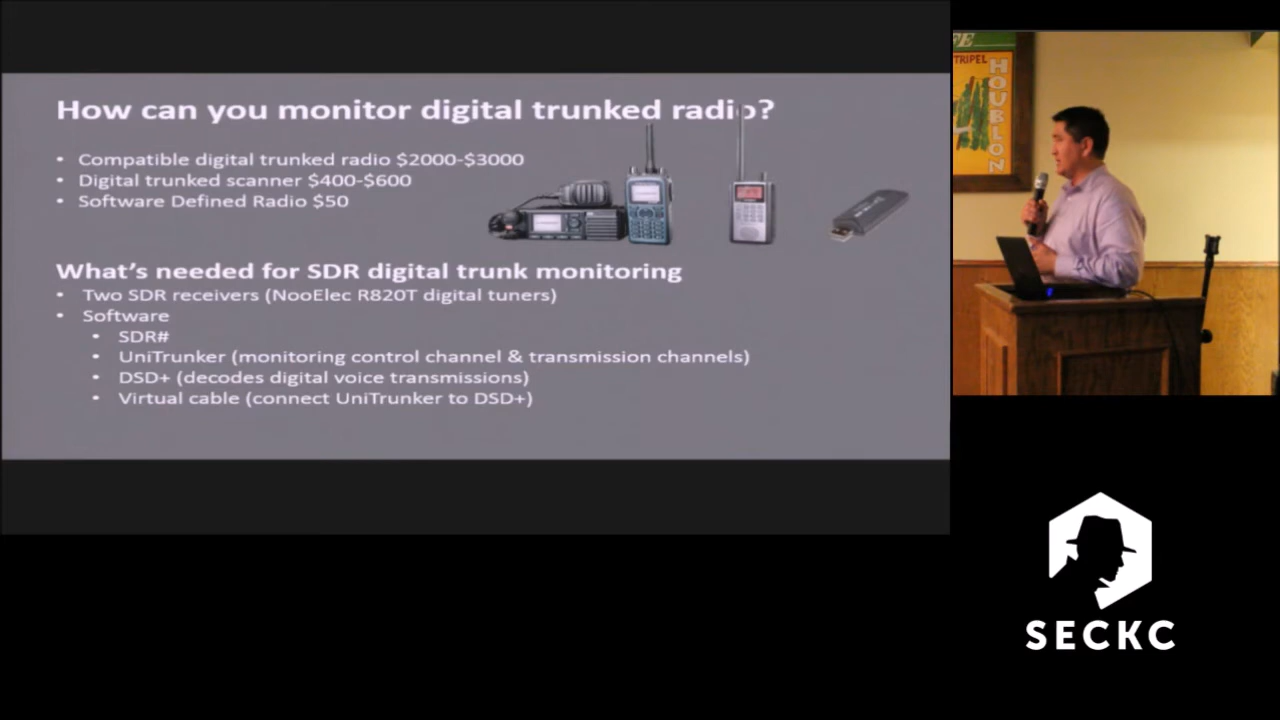 How can you monitor digital trunked radio?
• Compatible digital trunked radio $2000-$3000
• Digital trunked scanner $400-$600
• Software Defined Radio $50
What's needed for SDR digital trunk monitoring
• Two SDR receivers (NooElec R820T digital tuners)
• Software
• SDR#
• UniTrunker (monitoring control channel & transmission channels)
• DSD+ (decodes digital voice transmissions)
• Virtual cable (connect UniTrunker to DSD+)
FE
TRIPEL
HOUBLON
SECKC